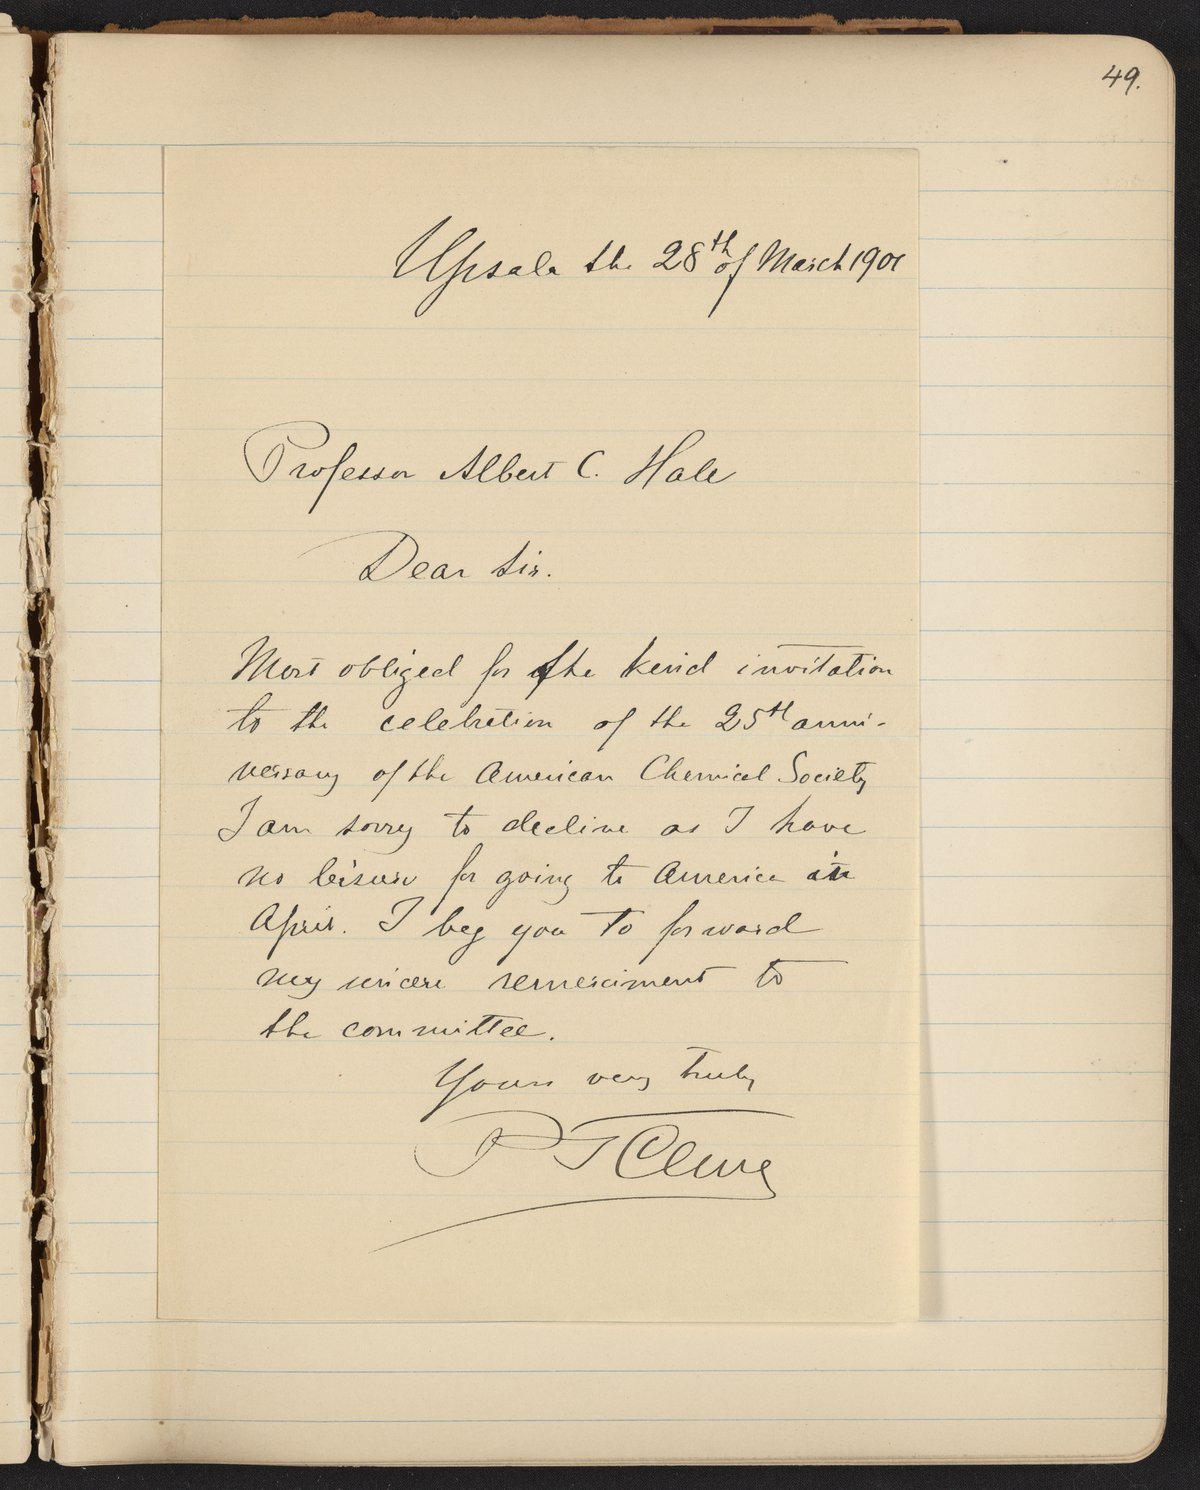 49.
Upsala the 28th of March 1901
Professor Albert C. Hale
Dear Sir.
Most obliged for the kind invitation
to the celebration of the 25th anni-
versary of the American Chemical Society
I am sorry to decline as I have
no leisure for going to America in
April. I beg you to forward
my sincere remerciment to
the committee.
Yours very truly
P T Cleve